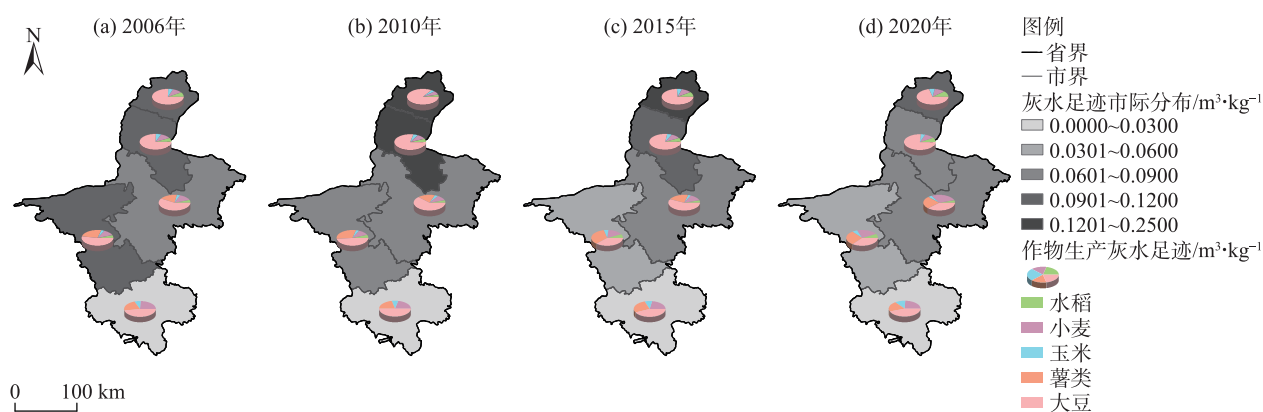 (a) 2006年
(b) 2010年
(c) 2015年
(d) 2020年
N
图例
省界
市界
灰水足迹市际分布/m³•kg⁻¹
0.0000~0.0300
0.0301~0.0600
0.0601~0.0900
0.0901~0.1200
0.1201~0.2500
作物生产灰水足迹/m³•kg⁻¹
水稻
小麦
玉米
薯类
大豆
0 100 km